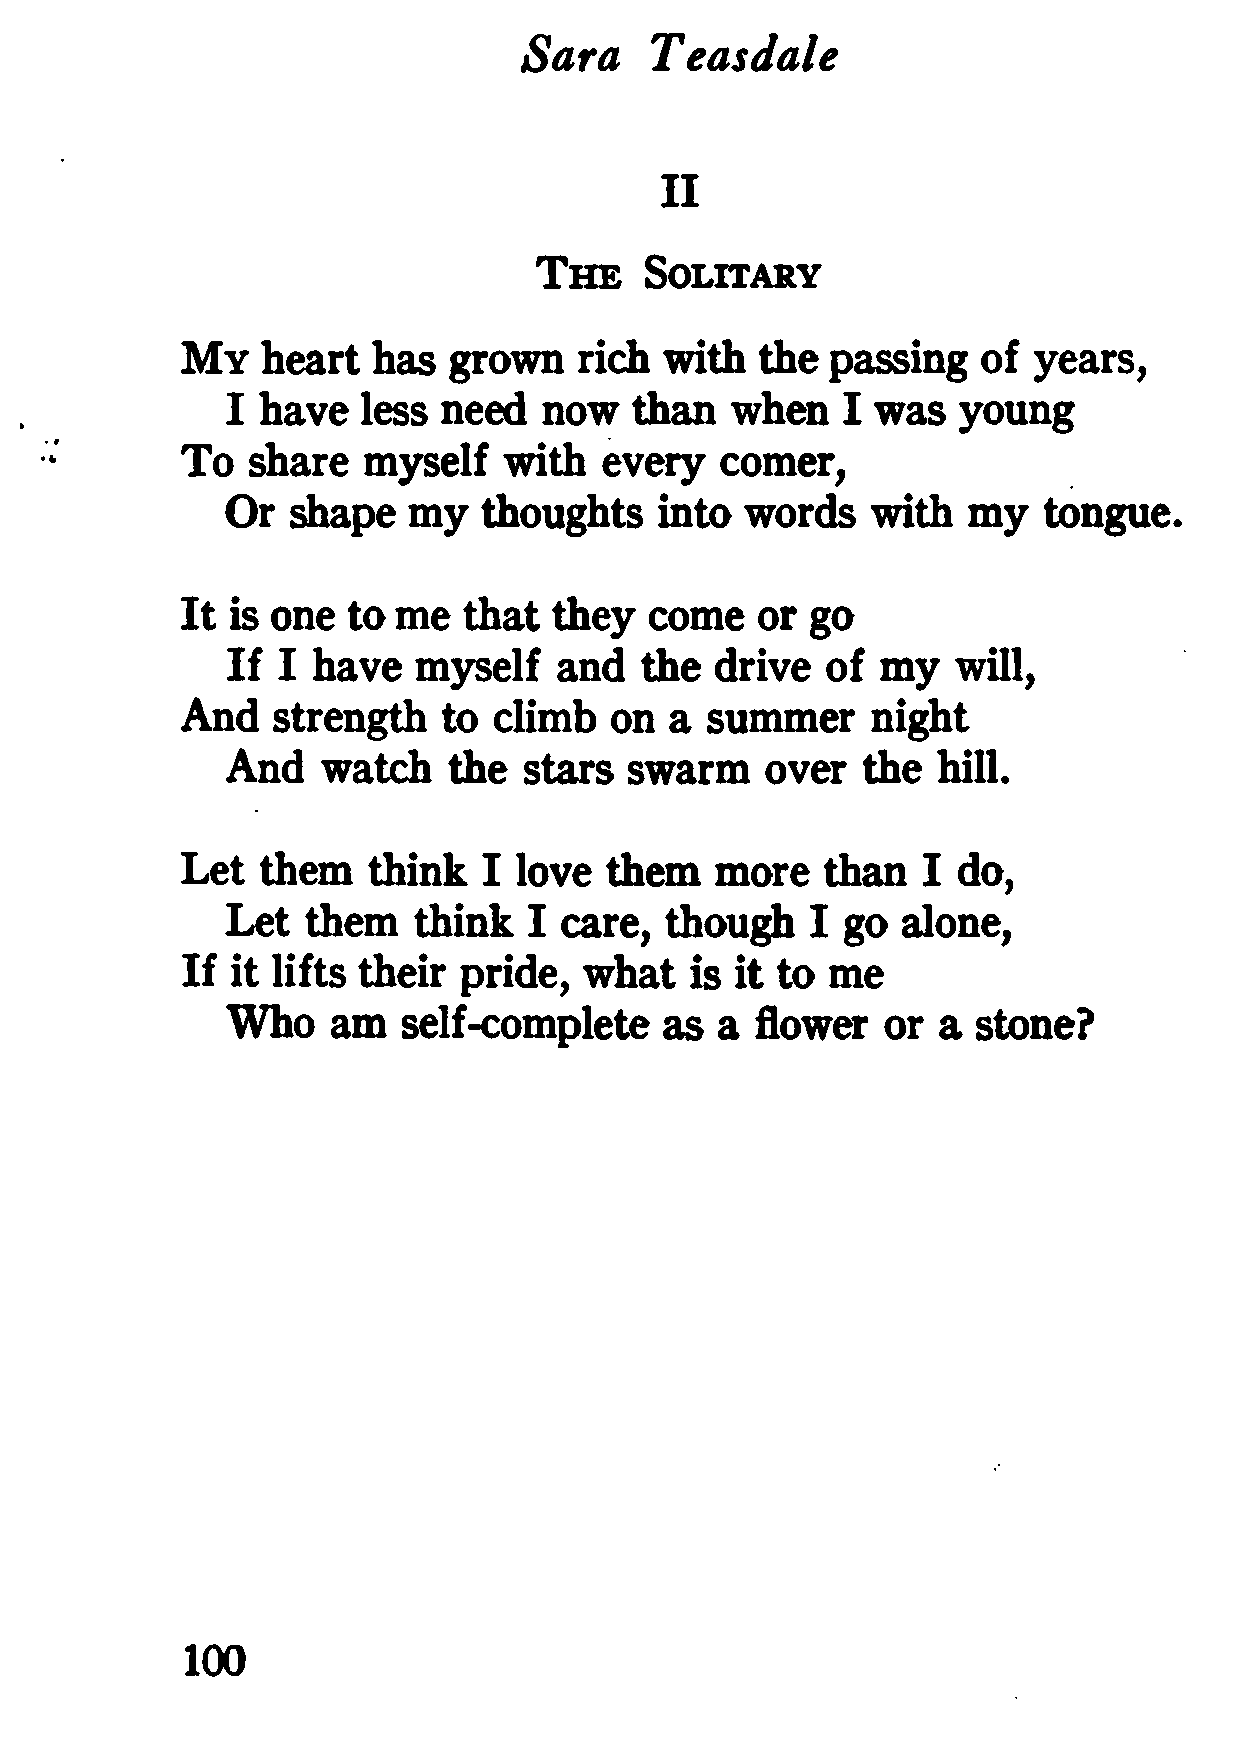 Sara Teasdale
II
The Solitary
My heart has grown rich with the passing of years,
I have less need now than when I was young
To share myself with every comer,
Or shape my thoughts into words with my tongue.
It is one to me that they come or go
If I have myself and the drive of my will,
And strength to climb on a summer night
And watch the stars swarm over the hill.
Let them think I love them more than I do,
Let them think I care, though I go alone,
If it lifts their pride, what is it to me
Who am self-complete as a flower or a stone?
100